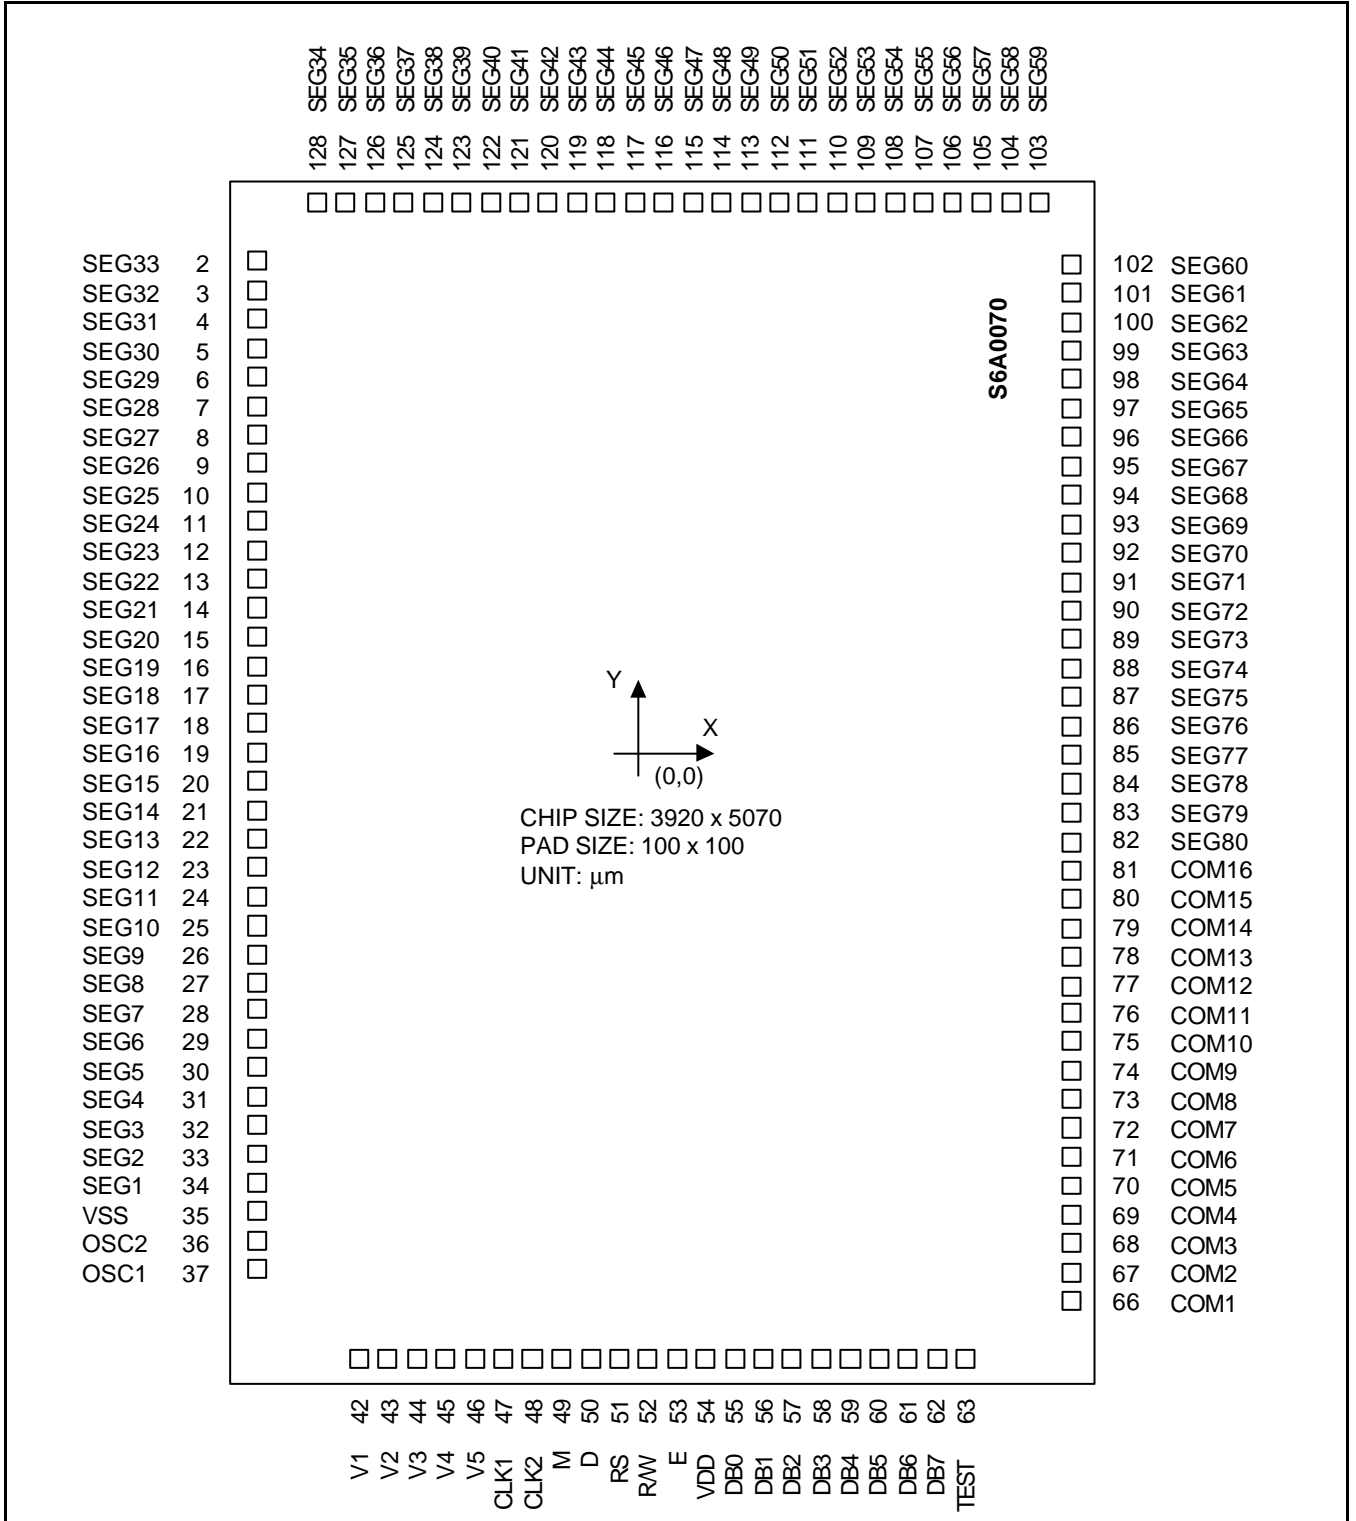 128 SEG34
127 SEG35
126 SEG36
125 SEG37
124 SEG38
123 SEG39
122 SEG40
121 SEG41
120 SEG42
119 SEG43
118 SEG44
117 SEG45
116 SEG46
115 SEG47
114 SEG48
113 SEG49
112 SEG50
111 SEG51
110 SEG52
109 SEG53
108 SEG54
107 SEG55
106 SEG56
105 SEG57
104 SEG58
103 SEG59
SEG33 2
SEG32 3
SEG31 4
SEG30 5
SEG29 6
SEG28 7
SEG27 8
SEG26 9
SEG25 10
SEG24 11
SEG23 12
SEG22 13
SEG21 14
SEG20 15
SEG19 16
SEG18 17
SEG17 18
SEG16 19
SEG15 20
SEG14 21
SEG13 22
SEG12 23
SEG11 24
SEG10 25
SEG9 26
SEG8 27
SEG7 28
SEG6 29
SEG5 30
SEG4 31
SEG3 32
SEG2 33
SEG1 34
VSS 35
OSC2 36
OSC1 37
S6A0070
Y
X
(0,0)
CHIP SIZE: 3920 x 5070
PAD SIZE: 100 x 100
UNIT: µm
102 SEG60
101 SEG61
100 SEG62
99 SEG63
98 SEG64
97 SEG65
96 SEG66
95 SEG67
94 SEG68
93 SEG69
92 SEG70
91 SEG71
90 SEG72
89 SEG73
88 SEG74
87 SEG75
86 SEG76
85 SEG77
84 SEG78
83 SEG79
82 SEG80
81 COM16
80 COM15
79 COM14
78 COM13
77 COM12
76 COM11
75 COM10
74 COM9
73 COM8
72 COM7
71 COM6
70 COM5
69 COM4
68 COM3
67 COM2
66 COM1
V1 42
V2 43
V3 44
V4 45
V5 46
CLK1 47
CLK2 48
M 49
D 50
RS 51
R/W 52
E 53
VDD 54
DB0 55
DB1 56
DB2 57
DB3 58
DB4 59
DB5 60
DB6 61
DB7 62
TEST 63